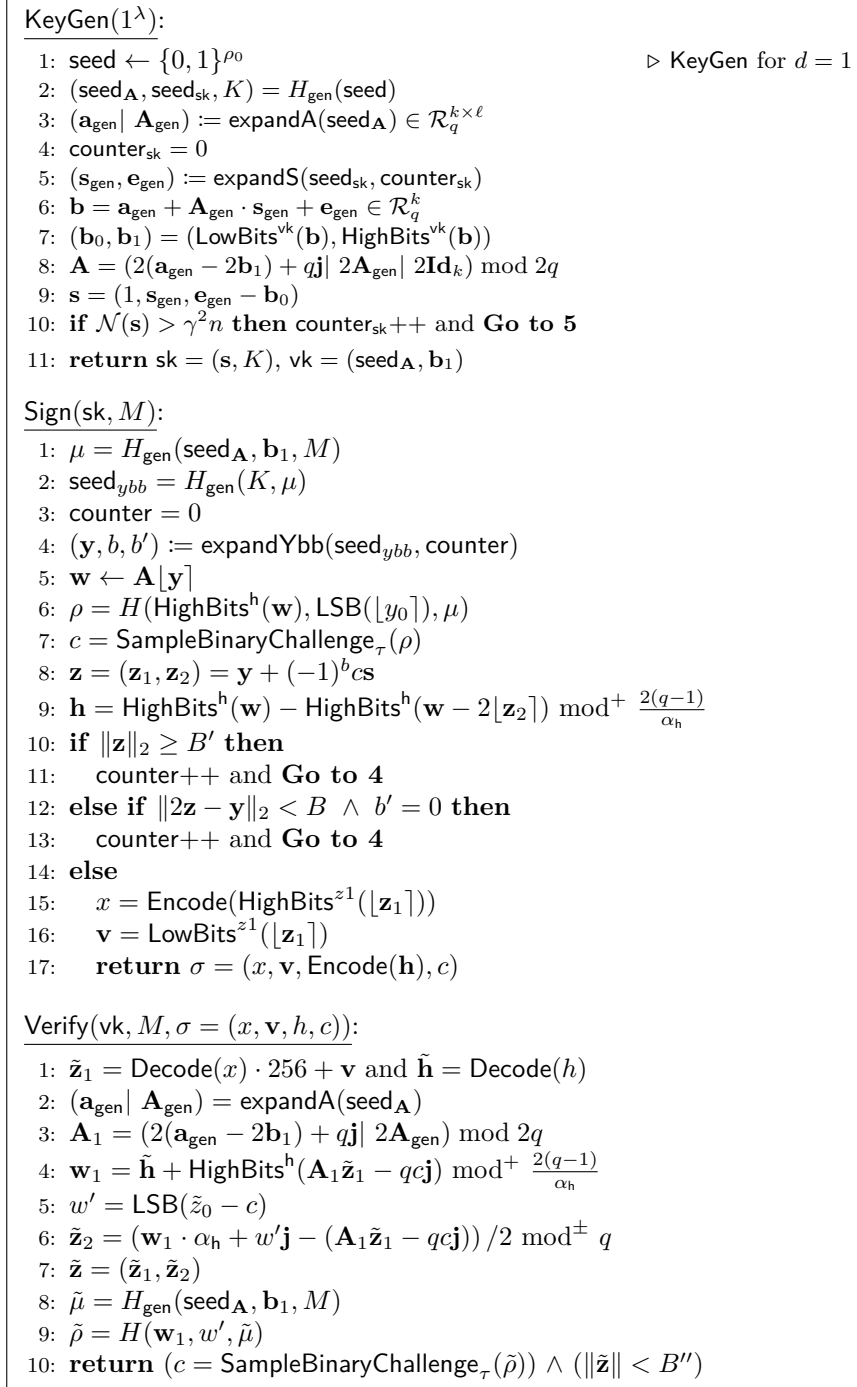 KeyGen(1^λ):
1: seed ← {0, 1}^{ρ_0} ▷ KeyGen for d = 1
2: (seed_A, seed_sk, K) = H_gen(seed)
3: (a_gen| A_gen) := expandA(seed_A) ∈ R_q^{k×ℓ}
4: counter_sk = 0
5: (s_gen, e_gen) := expandS(seed_sk, counter_sk)
6: b = a_gen + A_gen · s_gen + e_gen ∈ R_q^k
7: (b_0, b_1) = (LowBits^vk(b), HighBits^vk(b))
8: A = (2(a_gen − 2b_1) + qj| 2A_gen| 2Id_k) mod 2q
9: s = (1, s_gen, e_gen − b_0)
10: if N(s) > γ^2 n then counter_sk++ and Go to 5
11: return sk = (s, K), vk = (seed_A, b_1)
Sign(sk, M):
1: μ = H_gen(seed_A, b_1, M)
2: seed_{ybb} = H_gen(K, μ)
3: counter = 0
4: (y, b, b′) := expandYbb(seed_{ybb}, counter)
5: w ← A⌊y⌉
6: ρ = H(HighBits^h(w), LSB(⌊y_0⌉), μ)
7: c = SampleBinaryChallenge_τ(ρ)
8: z = (z_1, z_2) = y + (−1)^b cs
9: h = HighBits^h(w) − HighBits^h(w − 2⌊z_2⌉) mod^+ \frac{2(q−1)}{α_h}
10: if ‖z‖_2 ≥ B′ then
11: counter++ and Go to 4
12: else if ‖2z − y‖_2 < B ∧ b′ = 0 then
13: counter++ and Go to 4
14: else
15: x = Encode(HighBits^{z1}(⌊z_1⌉))
16: v = LowBits^{z1}(⌊z_1⌉)
17: return σ = (x, v, Encode(h), c)
Verify(vk, M, σ = (x, v, h, c)):
1: z̃_1 = Decode(x) · 256 + v and h̃ = Decode(h)
2: (a_gen| A_gen) = expandA(seed_A)
3: A_1 = (2(a_gen − 2b_1) + qj| 2A_gen) mod 2q
4: w_1 = h̃ + HighBits^h(A_1z̃_1 − qcj) mod^+ \frac{2(q−1)}{α_h}
5: w′ = LSB(z̃_0 − c)
6: z̃_2 = (w_1 · α_h + w′j − (A_1z̃_1 − qcj)) /2 mod^± q
7: z̃ = (z̃_1, z̃_2)
8: μ̃ = H_gen(seed_A, b_1, M)
9: ρ̃ = H(w_1, w′, μ̃)
10: return (c = SampleBinaryChallenge_τ(ρ̃)) ∧ (‖z̃‖ < B″)